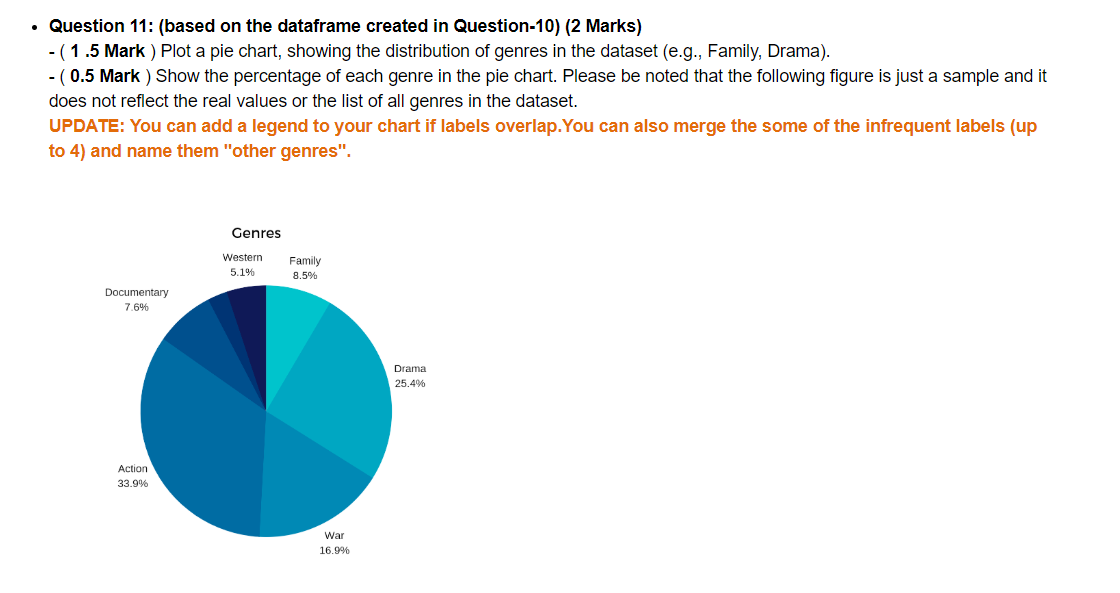 • Question 11: (based on the dataframe created in Question-10) (2 Marks)
- ( 1 .5 Mark ) Plot a pie chart, showing the distribution of genres in the dataset (e.g., Family, Drama).
- ( 0.5 Mark ) Show the percentage of each genre in the pie chart. Please be noted that the following figure is just a sample and it
does not reflect the real values or the list of all genres in the dataset.
UPDATE: You can add a legend to your chart if labels overlap.You can also merge the some of the infrequent labels (up
to 4) and name them "other genres".
Genres
Western
5.1%
Family
8.5%
Documentary
7.6%
Drama
25.4%
Action
33.9%
War
16.9%